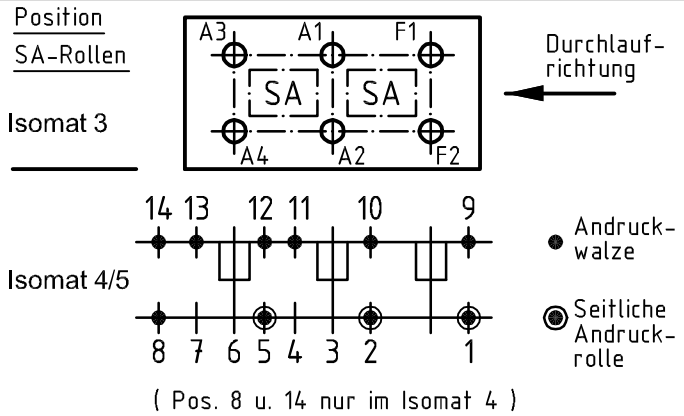 Position
SA-Rollen
Isomat 3
A3 A1 F1
SA SA
A4 A2 F2
Durchlauf-
richtung
14 13 12 11 10 9
Isomat 4/5
8 7 6 5 4 3 2 1
Andruck-
walze
Seitliche
Andruck-
rolle
( Pos. 8 u. 14 nur im Isomat 4 )